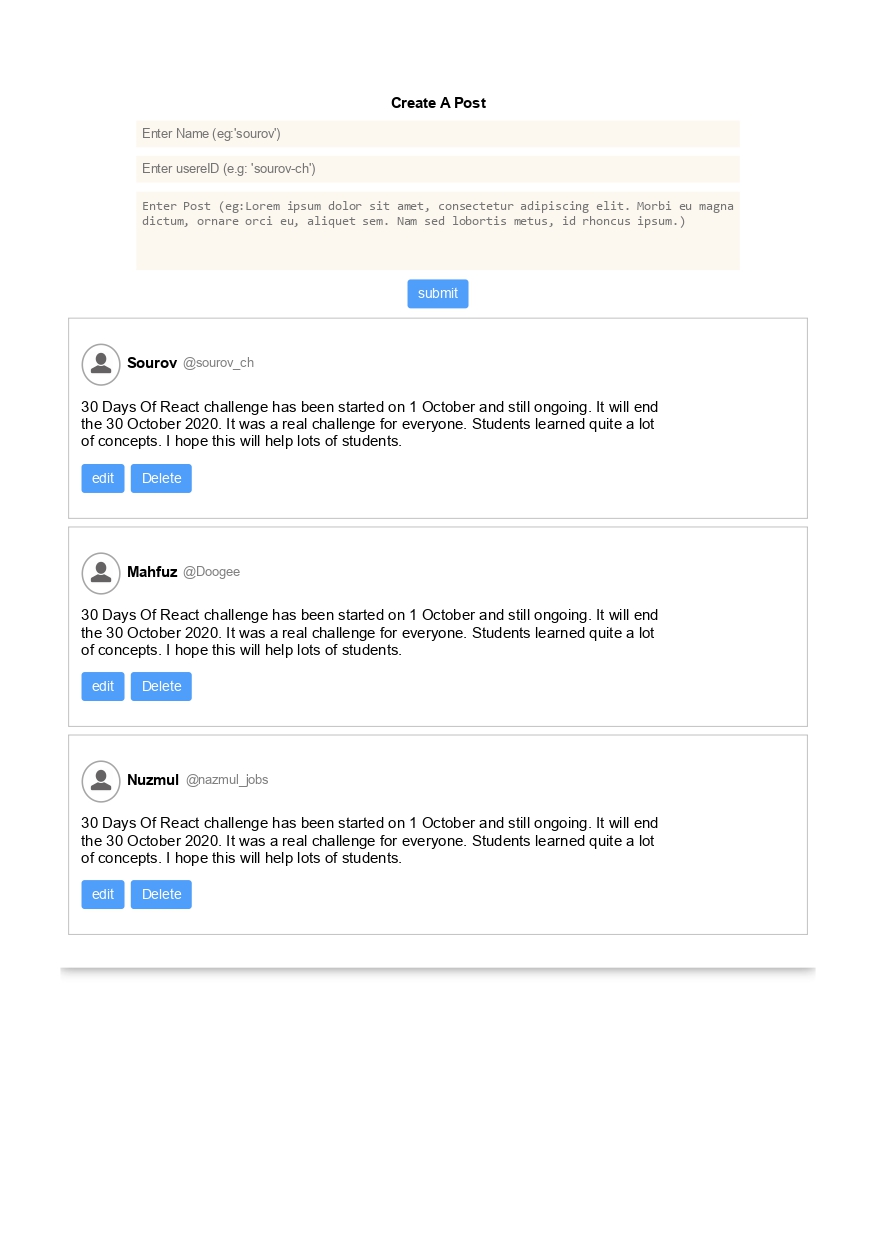 Create A Post
Enter Name (eg:'sourov')
Enter usereID (e.g: 'sourov-ch')
Enter Post (eg:Lorem ipsum dolor sit amet, consectetur adipiscing elit. Morbi eu magna
dictum, ornare orci eu, aliquet sem. Nam sed lobortis metus, id rhoncus ipsum.)
submit
Sourov @sourov_ch
30 Days Of React challenge has been started on 1 October and still ongoing. It will end
the 30 October 2020. It was a real challenge for everyone. Students learned quite a lot
of concepts. I hope this will help lots of students.
edit Delete
Mahfuz @Doogee
30 Days Of React challenge has been started on 1 October and still ongoing. It will end
the 30 October 2020. It was a real challenge for everyone. Students learned quite a lot
of concepts. I hope this will help lots of students.
edit Delete
Nuzmul @nazmul_jobs
30 Days Of React challenge has been started on 1 October and still ongoing. It will end
the 30 October 2020. It was a real challenge for everyone. Students learned quite a lot
of concepts. I hope this will help lots of students.
edit Delete